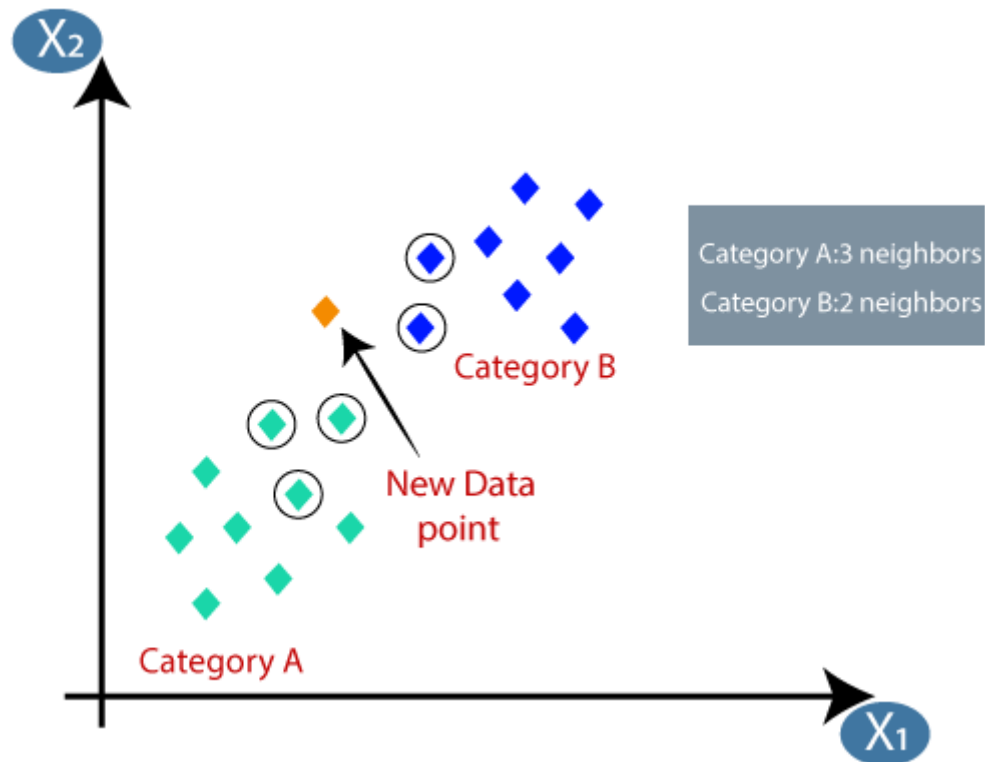 X₂
Category A:3 neighbors
Category B:2 neighbors
Category B
New Data
point
Category A
X₁